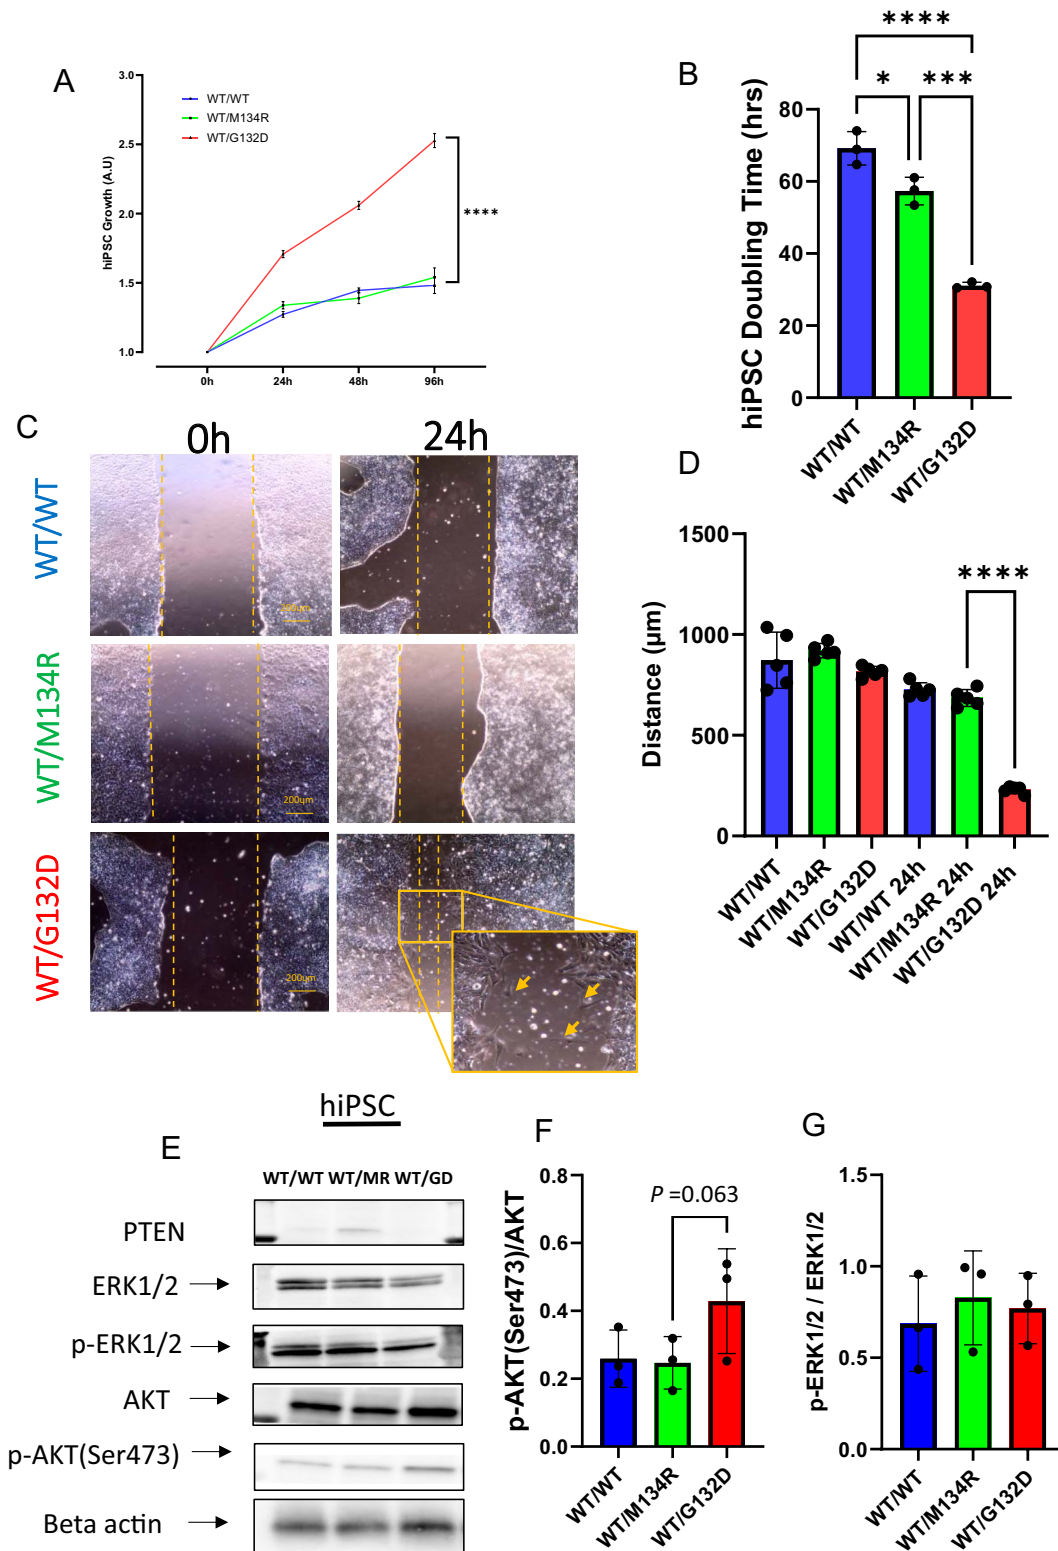 A
3.0
2.5
2.0
1.5
1.0
hiPSC Growth (A.U)
WT/WT
WT/M134R
WT/G132D
****
0h 24h 48h 96h
B
****
* ***
80
60
40
20
0
hiPSC Doubling Time (hrs)
WT/WT
WT/M134R
WT/G132D
C
0h 24h
WT/WT
200µm
WT/M134R
200µm
WT/G132D
200µm
D
1500
1000
500
0
Distance (µm)
****
WT/WT
WT/M134R
WT/G132D
WT/WT 24h
WT/M134R 24h
WT/G132D 24h
E
hiPSC
WT/WT WT/MR WT/GD
PTEN
ERK1/2
p-ERK1/2
AKT
p-AKT(Ser473)
Beta actin
F
0.8
0.6
0.4
0.2
0.0
p-AKT(Ser473)/AKT
P =0.063
WT/WT
WT/M134R
WT/G132D
G
1.5
1.0
0.5
0.0
p-ERK1/2 / ERK1/2
WT/WT
WT/M134R
WT/G132D